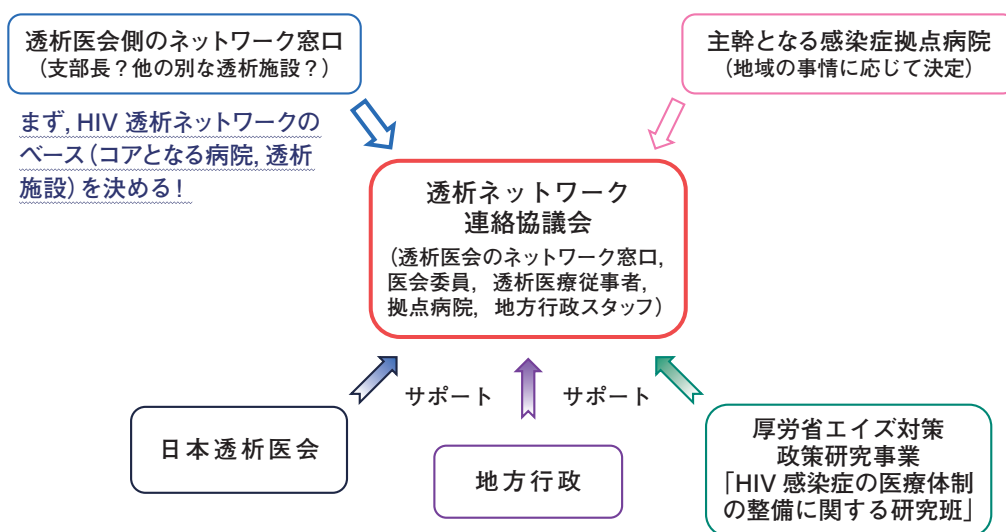 透析医会側のネットワーク窓口
（支部長？他の別な透析施設？）
主幹となる感染症拠点病院
（地域の事情に応じて決定）
まず，HIV 透析ネットワークの
ベース（コアとなる病院，透析
施設）を決める！
透析ネットワーク
連絡協議会
（透析医会のネットワーク窓口，
医会委員，透析医療従事者，
拠点病院，地方行政スタッフ）
サポート
サポート
日本透析医会
地方行政
厚労省エイズ対策
政策研究事業
「HIV 感染症の医療体制
の整備に関する研究班」